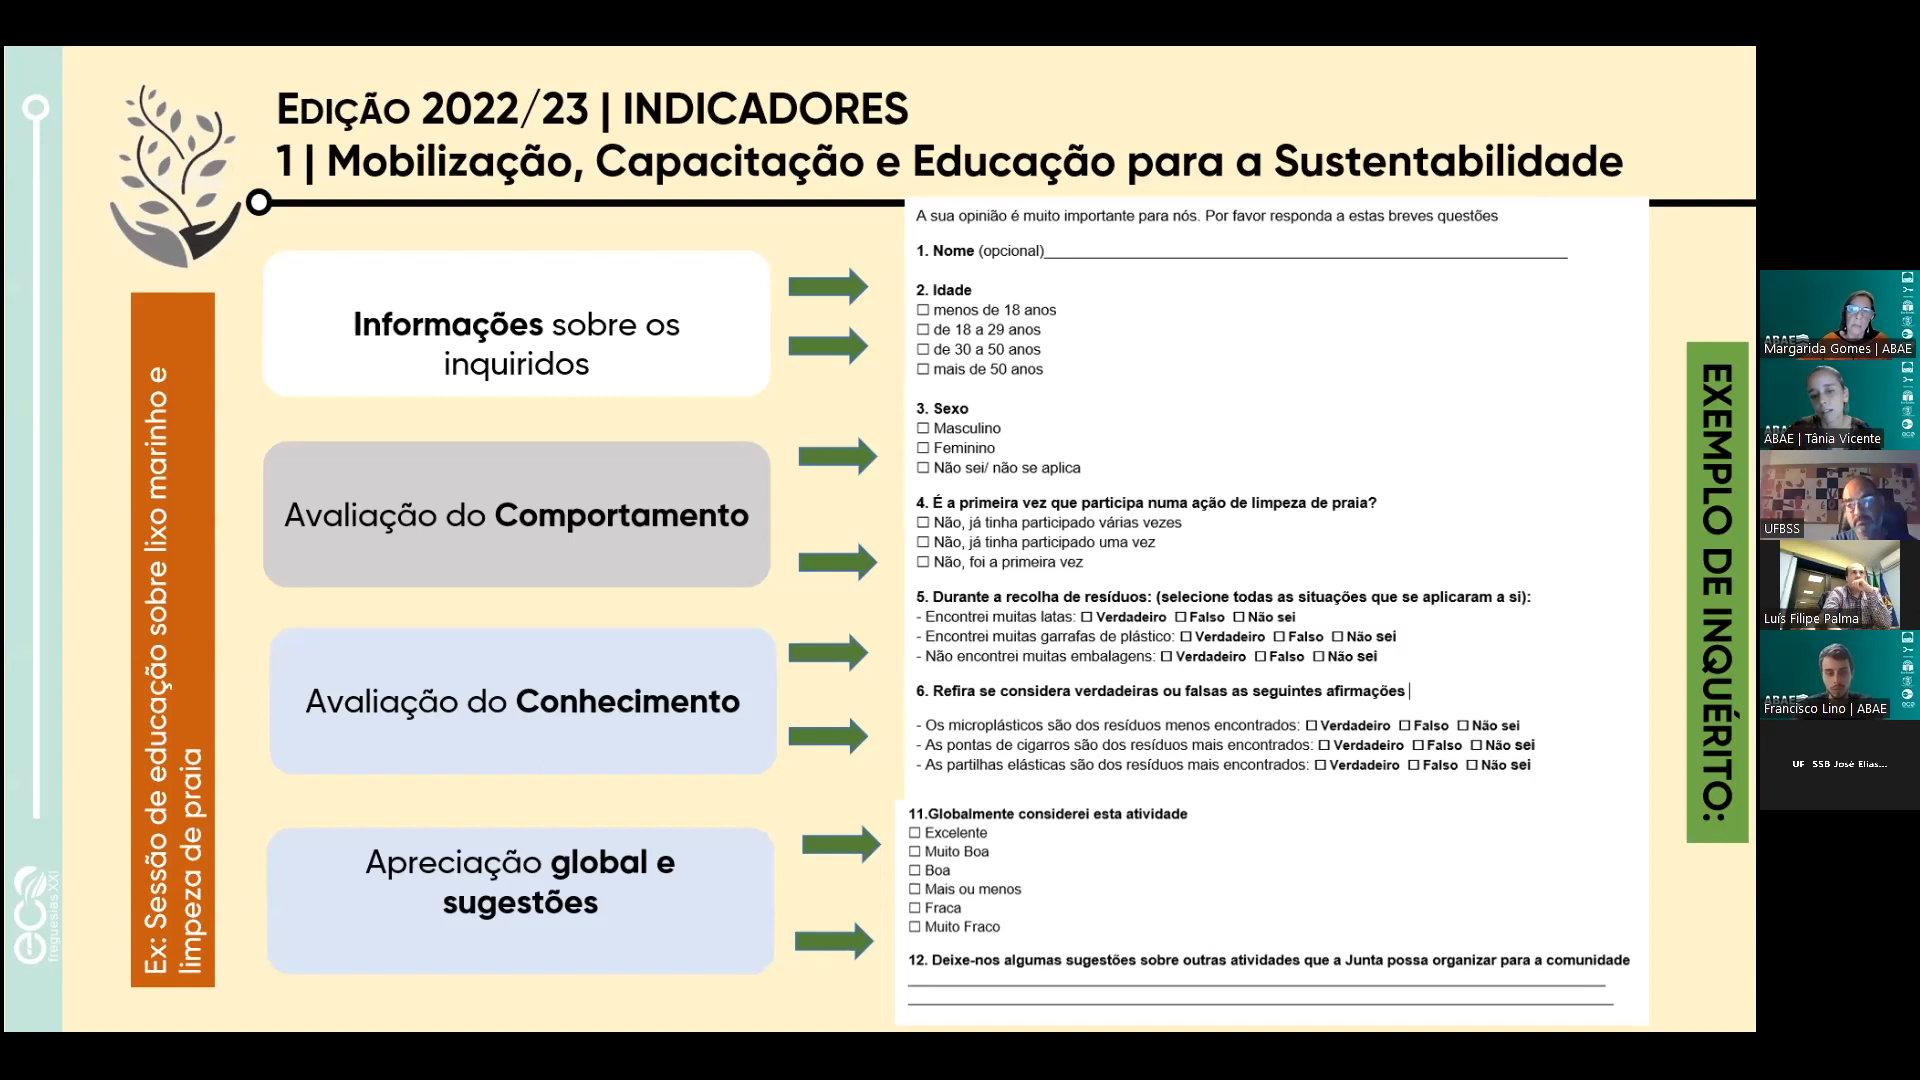 EDIÇÃO 2022/23 | INDICADORES
1 | Mobilização, Capacitação e Educação para a Sustentabilidade
Ex: Sessão de educação sobre lixo marinho e
limpeza de praia
Informações sobre os
inquiridos
Avaliação do Comportamento
Avaliação do Conhecimento
Apreciação global e
sugestões
A sua opinião é muito importante para nós. Por favor responda a estas breves questões
1. Nome (opcional)
2. Idade
☐ menos de 18 anos
☐ de 18 a 29 anos
☐ de 30 a 50 anos
☐ mais de 50 anos
3. Sexo
☐ Masculino
☐ Feminino
☐ Não sei/ não se aplica
4. É a primeira vez que participa numa ação de limpeza de praia?
☐ Não, já tinha participado várias vezes
☐ Não, já tinha participado uma vez
☐ Não, foi a primeira vez
5. Durante a recolha de resíduos: (selecione todas as situações que se aplicaram a si):
- Encontrei muitas latas: ☐ Verdadeiro ☐ Falso ☐ Não sei
- Encontrei muitas garrafas de plástico: ☐ Verdadeiro ☐ Falso ☐ Não sei
- Não encontrei muitas embalagens: ☐ Verdadeiro ☐ Falso ☐ Não sei
6. Refira se considera verdadeiras ou falsas as seguintes afirmações
- Os microplásticos são dos resíduos menos encontrados: ☐ Verdadeiro ☐ Falso ☐ Não sei
- As pontas de cigarros são dos resíduos mais encontrados: ☐ Verdadeiro ☐ Falso ☐ Não sei
- As partilhas elásticas são dos resíduos mais encontrados: ☐ Verdadeiro ☐ Falso ☐ Não sei
11.Globalmente considerei esta atividade
☐ Excelente
☐ Muito Boa
☐ Boa
☐ Mais ou menos
☐ Fraca
☐ Muito Fraco
12. Deixe-nos algumas sugestões sobre outras atividades que a Junta possa organizar para a comunidade
EXEMPLO DE INQUÉRITO:
eco
freguesias XXI
Margarida Gomes | ABAE
ABAE | Tânia Vicente
UFBSS
Luís Filipe Palma
ABAE
Francisco Lino | ABAE
UF SSB José Elias...